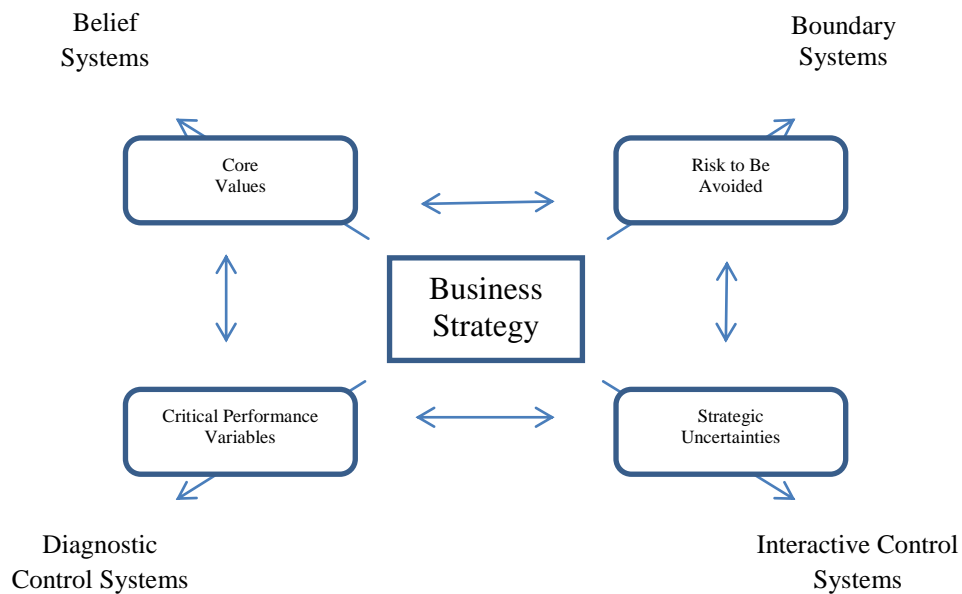 Belief
Systems
Boundary
Systems
Core
Values
Risk to Be
Avoided
Business
Strategy
Critical Performance
Variables
Strategic
Uncertainties
Diagnostic
Control Systems
Interactive Control
Systems